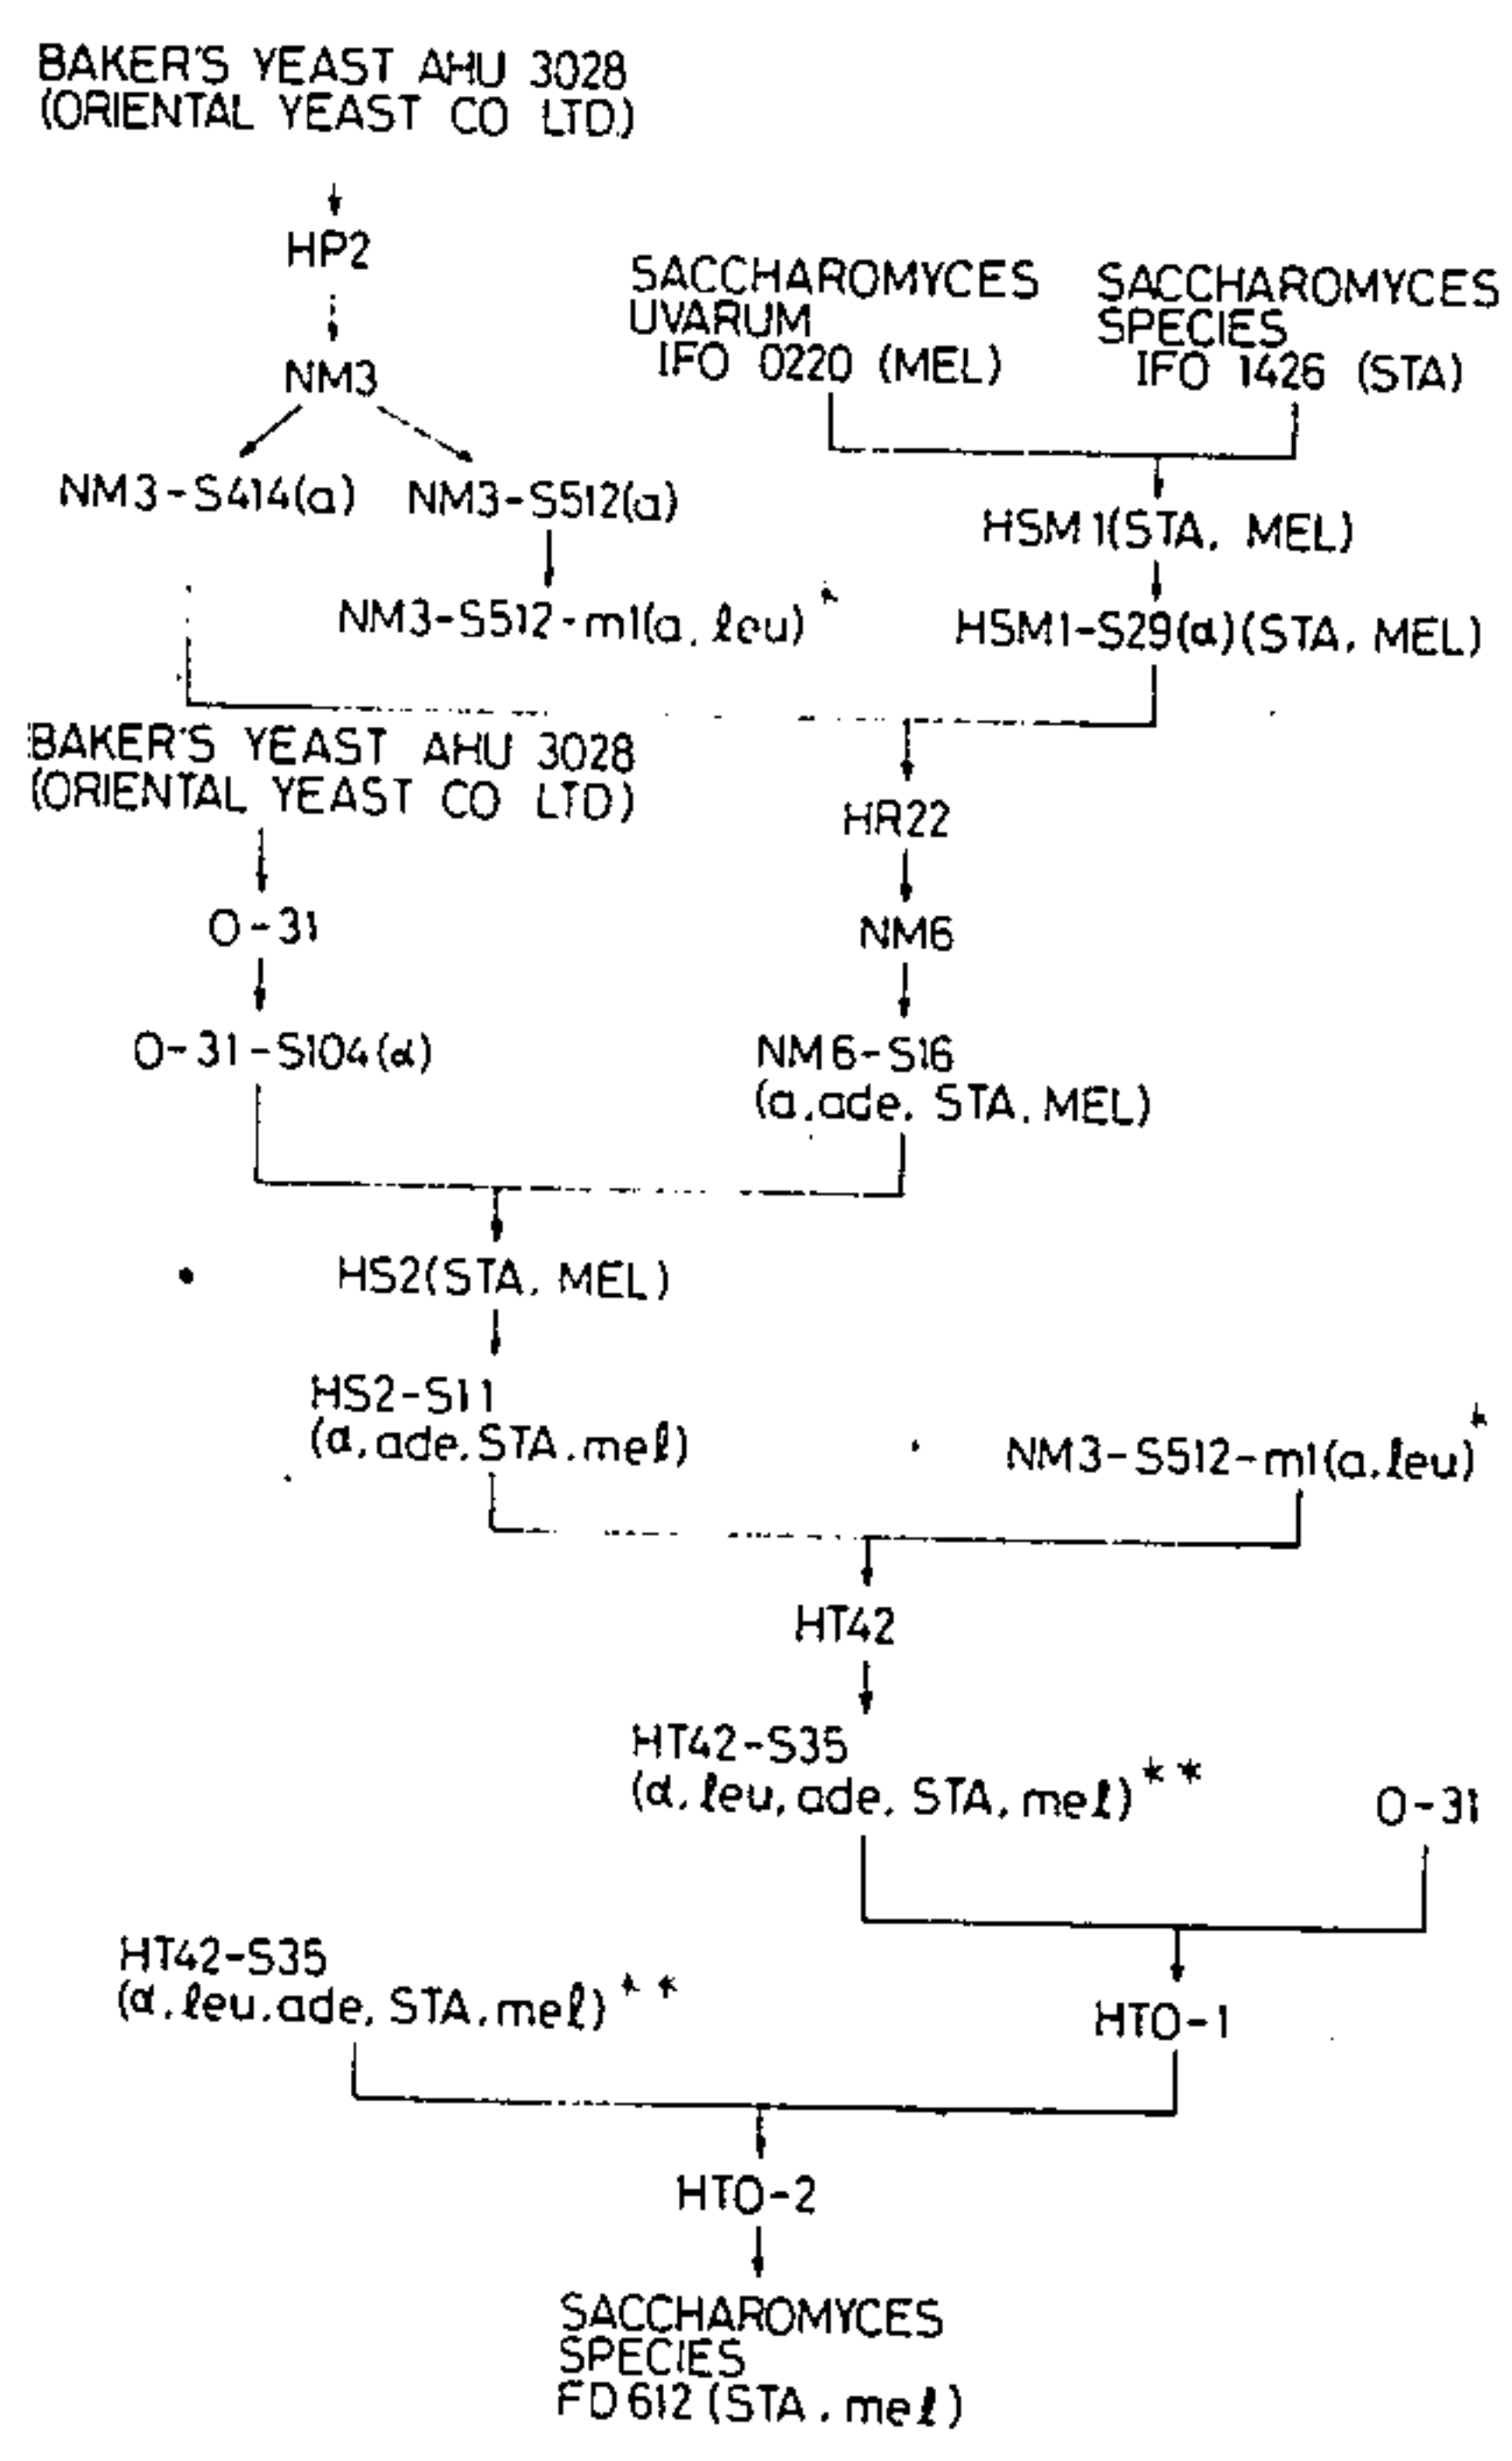 BAKER'S YEAST AHU 3028
(ORIENTAL YEAST CO LTD.)
HP2
NM3
SACCHAROMYCES
UVARUM
IFO 0220 (MEL)
SACCHAROMYCES
SPECIES
IFO 1426 (STA)
NM3-S414(a)
NM3-S512(a)
HSM1(STA, MEL)
NM3-S512-m1(a, leu)*
HSM1-S29(α)(STA, MEL)
BAKER'S YEAST AHU 3028
(ORIENTAL YEAST CO LTD)
HR22
O-31
NM6
O-31-S104(α)
NM6-S16
(a, ade, STA, MEL)
HS2(STA, MEL)
HS2-S11
(α, ade, STA, mel)
NM3-S512-m1(a, leu)*
HT42
HT42-S35
(α, leu, ade, STA, mel)**
O-31
HT42-S35
(α, leu, ade, STA, mel)**
HTO-1
HTO-2
SACCHAROMYCES
SPECIES
FD612(STA, mel)